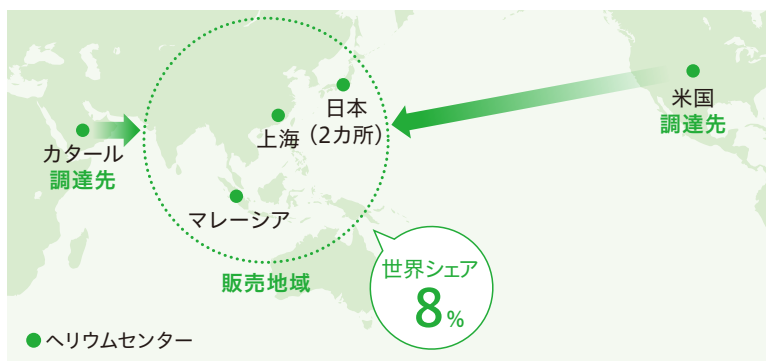 米国
調達先
日本
（2カ所）
上海
カタール
調達先
マレーシア
販売地域
世界シェア
8%
ヘリウムセンター